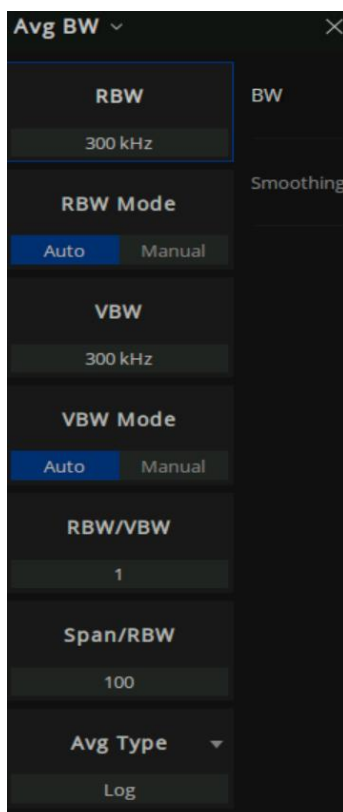 Avg BW
RBW
300 kHz
BW
RBW Mode
Auto Manual
Smoothing
VBW
300 kHz
VBW Mode
Auto Manual
RBW/VBW
1
Span/RBW
100
Avg Type
Log